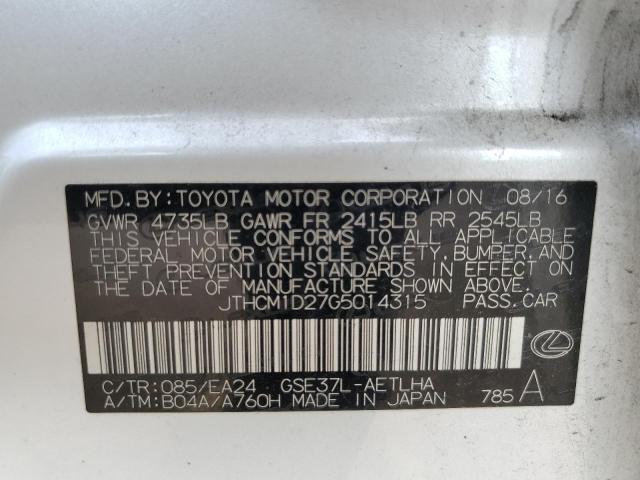 MFD.BY:TOYOTA MOTOR CORPORATION 08/16
GVWR 4735LB GAWR FR 2415LB RR 2545LB
THIS VEHICLE CONFORMS TO ALL APPLICABLE
FEDERAL MOTOR VEHICLE SAFETY,BUMPER,AND
THEFT PREVENTION STANDARDS IN EFFECT ON
THE DATE OF MANUFACTURE SHOWN ABOVE.
JTHCM1D27G5014315 PASS.CAR
C/TR:085/EA24 GSE37L-AETLHA
A/TM:B04A/A760H MADE IN JAPAN 785 A